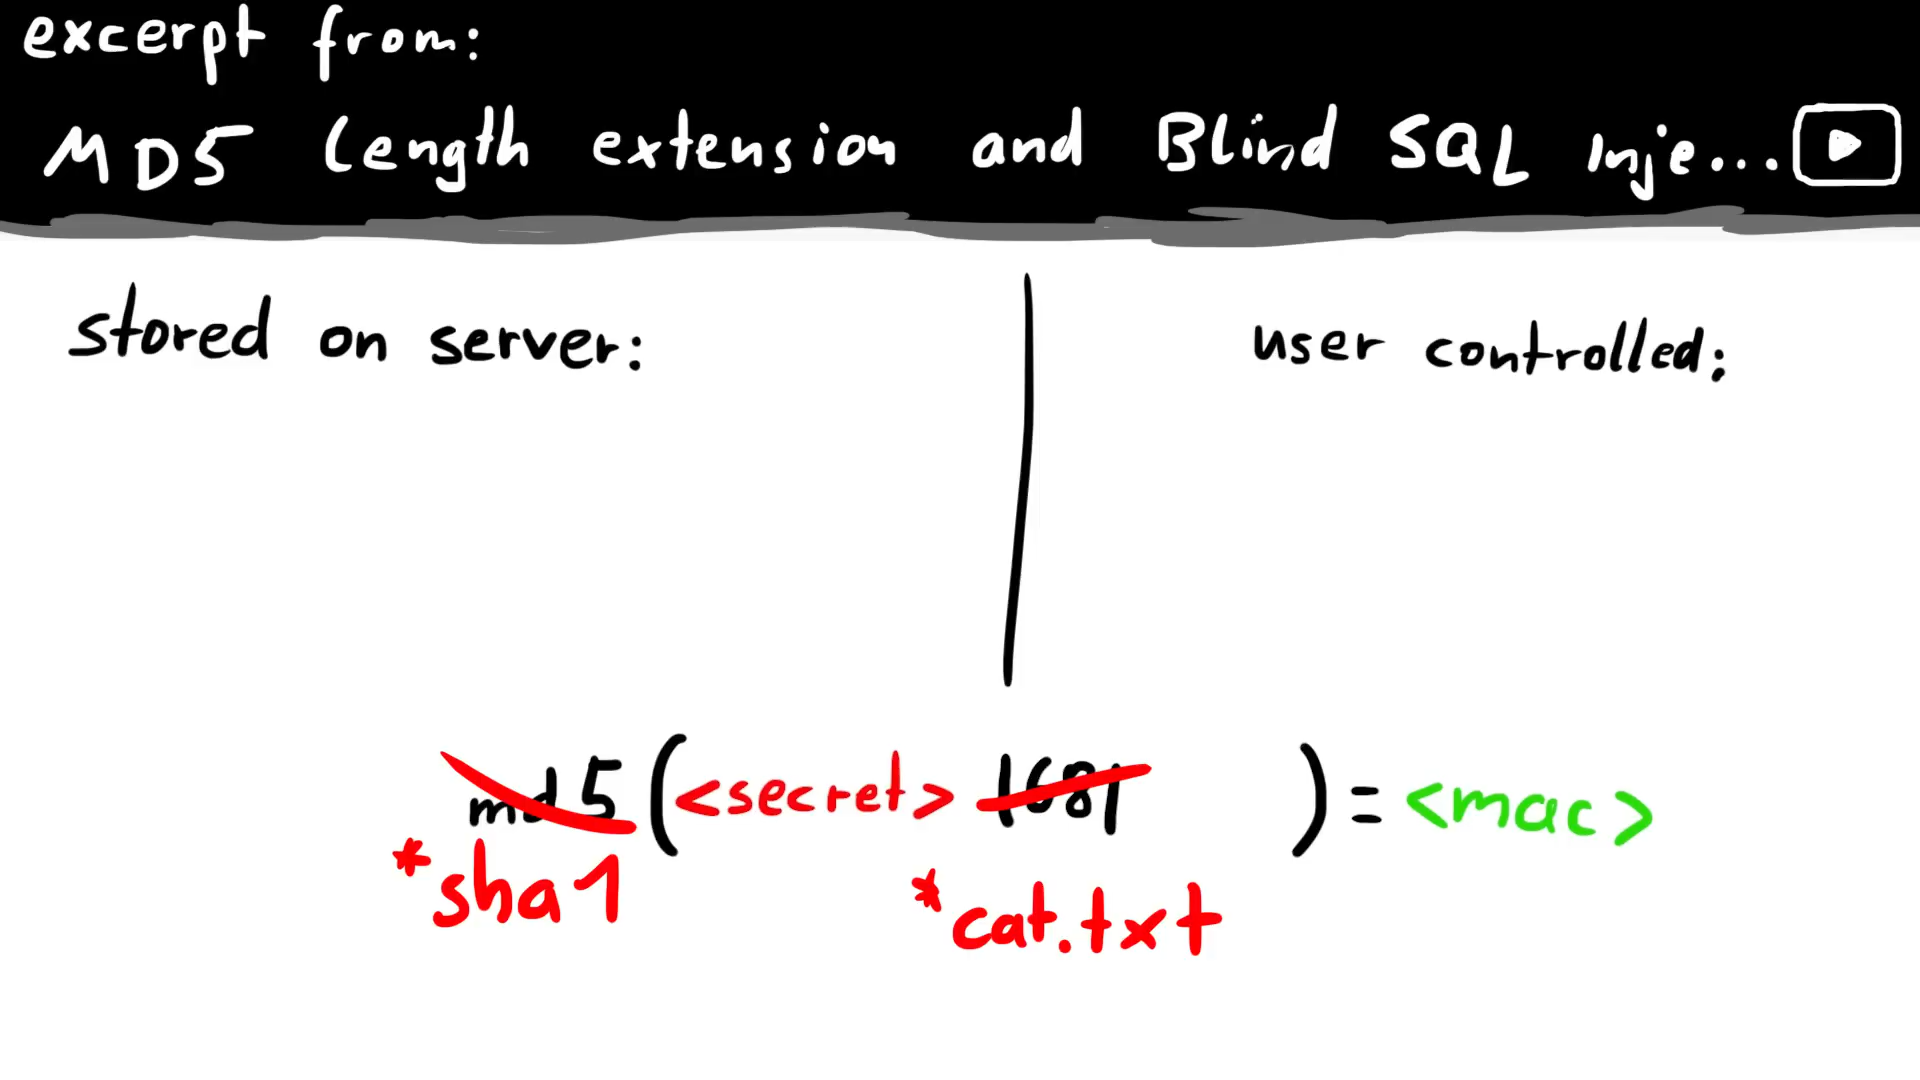 excerpt from:
MD5 length extension and Blind SQL Inje...
stored on server:
user controlled:
md5(<secret> 1681 ) = <mac>
*sha1
*cat.txt